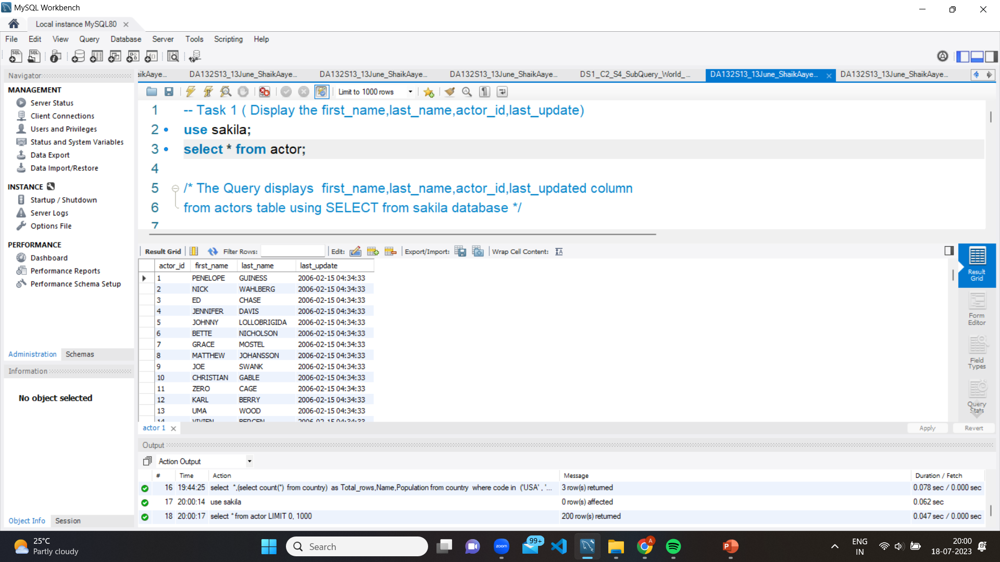 MySQL Workbench
Local instance MySQL80
File Edit View Query Database Server Tools Scripting Help
Navigator
MANAGEMENT
Server Status
Client Connections
Users and Privileges
Status and System Variables
Data Export
Data Import/Restore
INSTANCE
Startup / Shutdown
Server Logs
Options File
PERFORMANCE
Dashboard
Performance Reports
Performance Schema Setup
Administration Schemas
Information
No object selected
Object Info Session
aikAaye... DA132S13_13June_ShaikAaye... DA132S13_13June_ShaikAaye... DA132S13_13June_ShaikAaye... DS1_C2_S4_SubQuery_World_... DA132S13_13June_ShaikAaye... DA132S13_13June_ShaikAaye...
Limit to 1000 rows
1 -- Task 1 ( Display the first_name,last_name,actor_id,last_update)
2 use sakila;
3 select * from actor;
4
5 /* The Query displays  first_name,last_name,actor_id,last_updated column
6 from actors table using SELECT from sakila database */
7
Result Grid Filter Rows: Edit: Export/Import: Wrap Cell Content:
actor_id first_name last_name last_update
1 PENELOPE GUINESS 2006-02-15 04:34:33
2 NICK WAHLBERG 2006-02-15 04:34:33
3 ED CHASE 2006-02-15 04:34:33
4 JENNIFER DAVIS 2006-02-15 04:34:33
5 JOHNNY LOLLOBRIGIDA 2006-02-15 04:34:33
6 BETTE NICHOLSON 2006-02-15 04:34:33
7 GRACE MOSTEL 2006-02-15 04:34:33
8 MATTHEW JOHANSSON 2006-02-15 04:34:33
9 JOE SWANK 2006-02-15 04:34:33
10 CHRISTIAN GABLE 2006-02-15 04:34:33
11 ZERO CAGE 2006-02-15 04:34:33
12 KARL BERRY 2006-02-15 04:34:33
13 UMA WOOD 2006-02-15 04:34:33
14 VIVIEN BERGEN 2006-02-15 04:34:33
Result
Grid
Form
Editor
Field
Types
Query
Stats
actor 1
Apply Revert
Output
Action Output
# Time Action Message Duration / Fetch
16 19:44:25 select  *,(select count(*) from country)  as Total_rows,Name,Population from country  where code in  ('USA' , '... 3 row(s) returned 0.078 sec / 0.000 sec
17 20:00:14 use sakila 0 row(s) affected 0.062 sec
18 20:00:17 select * from actor LIMIT 0, 1000 200 row(s) returned 0.047 sec / 0.000 sec
25°C
Partly cloudy
Search
zoom
99+
A
P
ENG
IN
20:00
18-07-2023